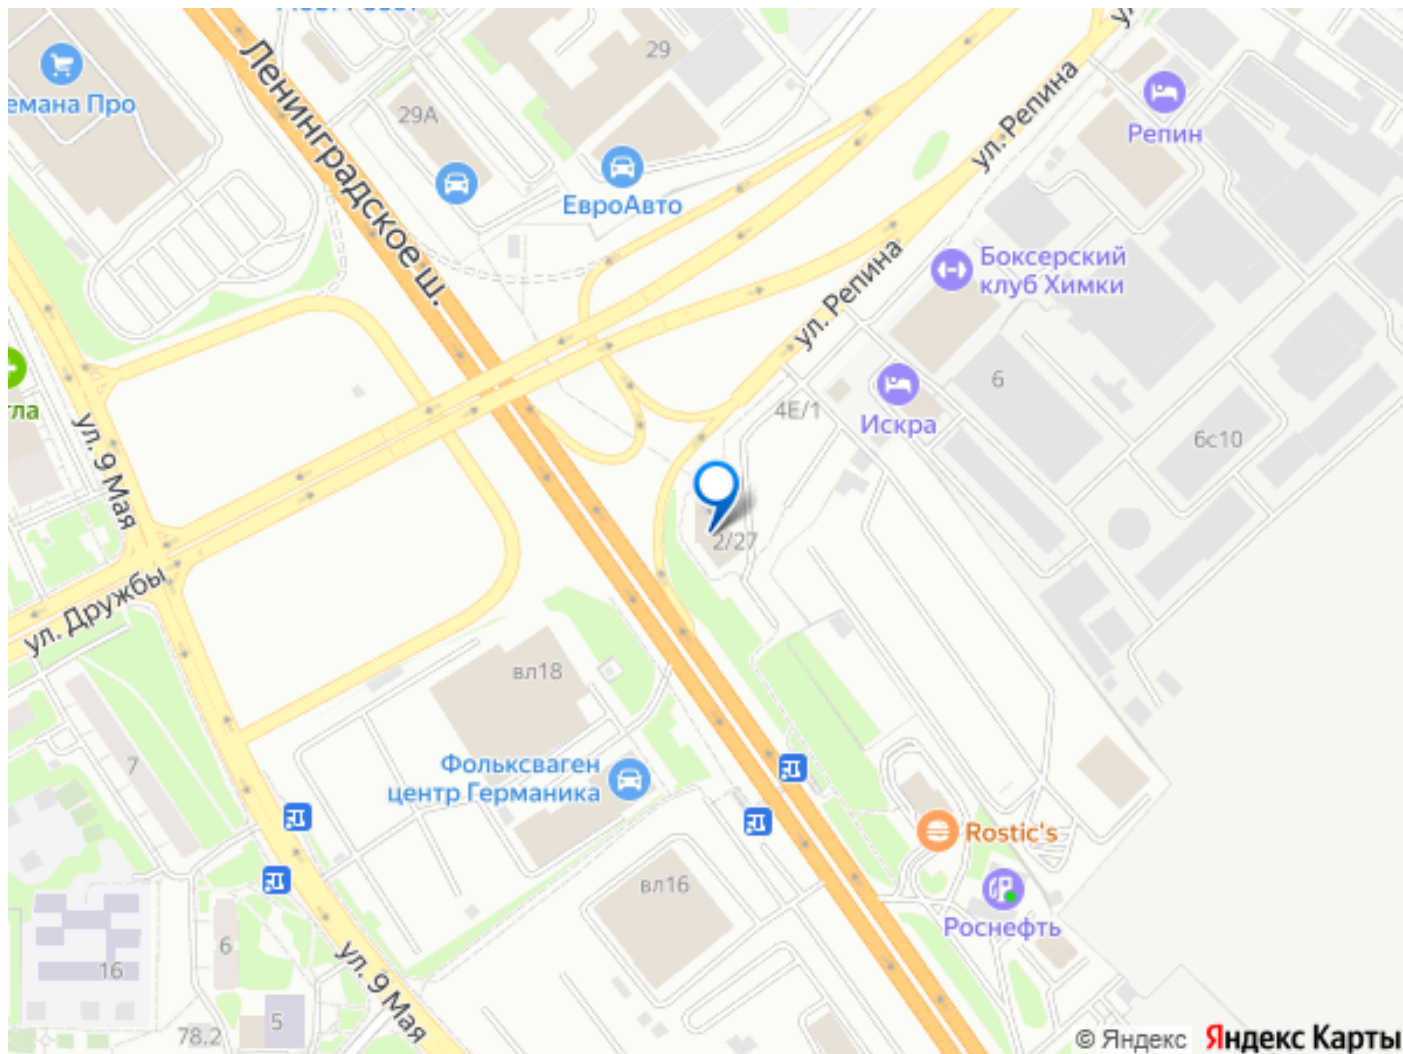 29
емана Про
29А
Ленинградское ш.
ул. Репина
Репин
ЕвроАвто
Боксерский
клуб Химки
ул. Репина
6
Искра
4Е/1
6с10
ул. 9 Мая
2/27
ул. Дружбы
вл18
7
Фольксваген
центр Германика
Rostic's
вл16
Роснефть
6
16
ул. 9 Мая
5
78.2
© Яндекс
Яндекс Карты